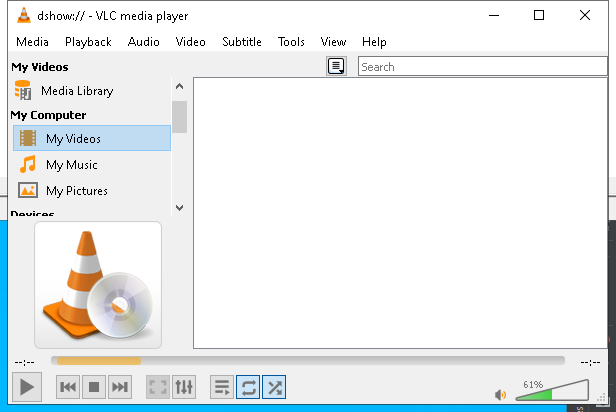 dshow:// - VLC media player
Media Playback Audio Video Subtitle Tools View Help
My Videos
Search
Media Library
My Computer
My Videos
My Music
My Pictures
Devices
--:--
--:--
61%